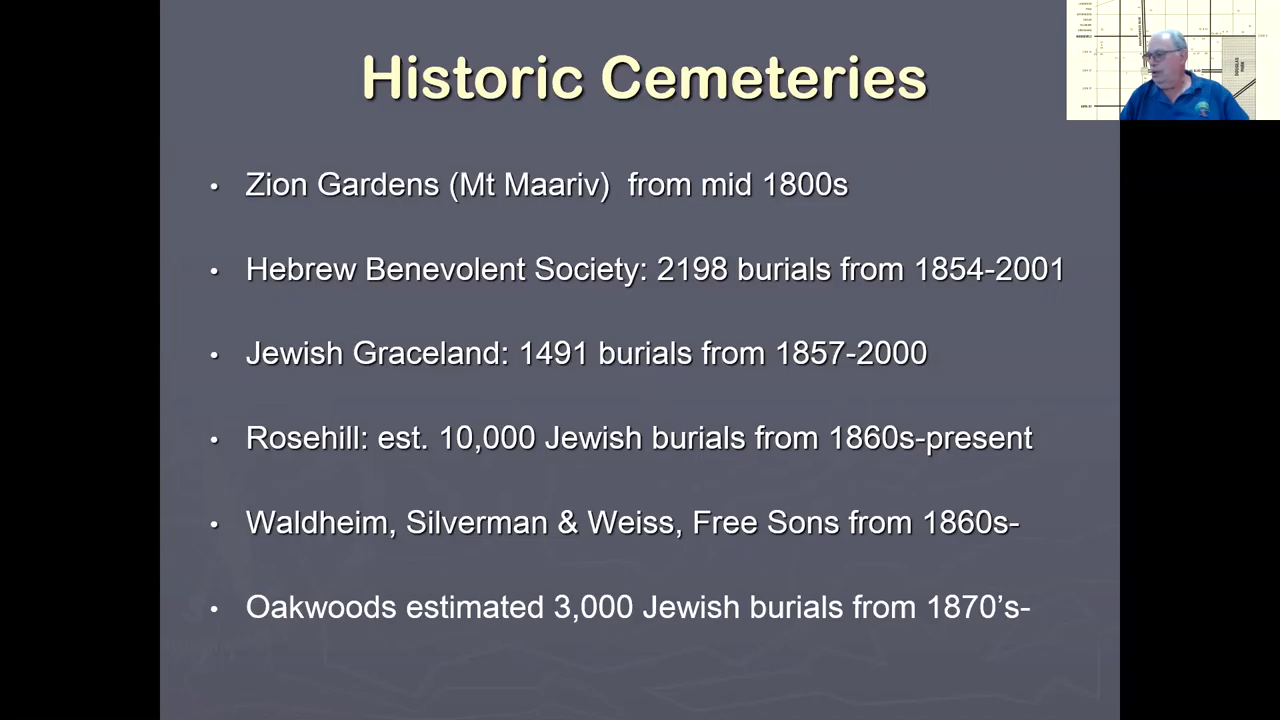 Historic Cemeteries
• Zion Gardens (Mt Maariv) from mid 1800s
• Hebrew Benevolent Society: 2198 burials from 1854-2001
• Jewish Graceland: 1491 burials from 1857-2000
• Rosehill: est. 10,000 Jewish burials from 1860s-present
• Waldheim, Silverman & Weiss, Free Sons from 1860s-
• Oakwoods estimated 3,000 Jewish burials from 1870’s-
DOUGLAS
PARK